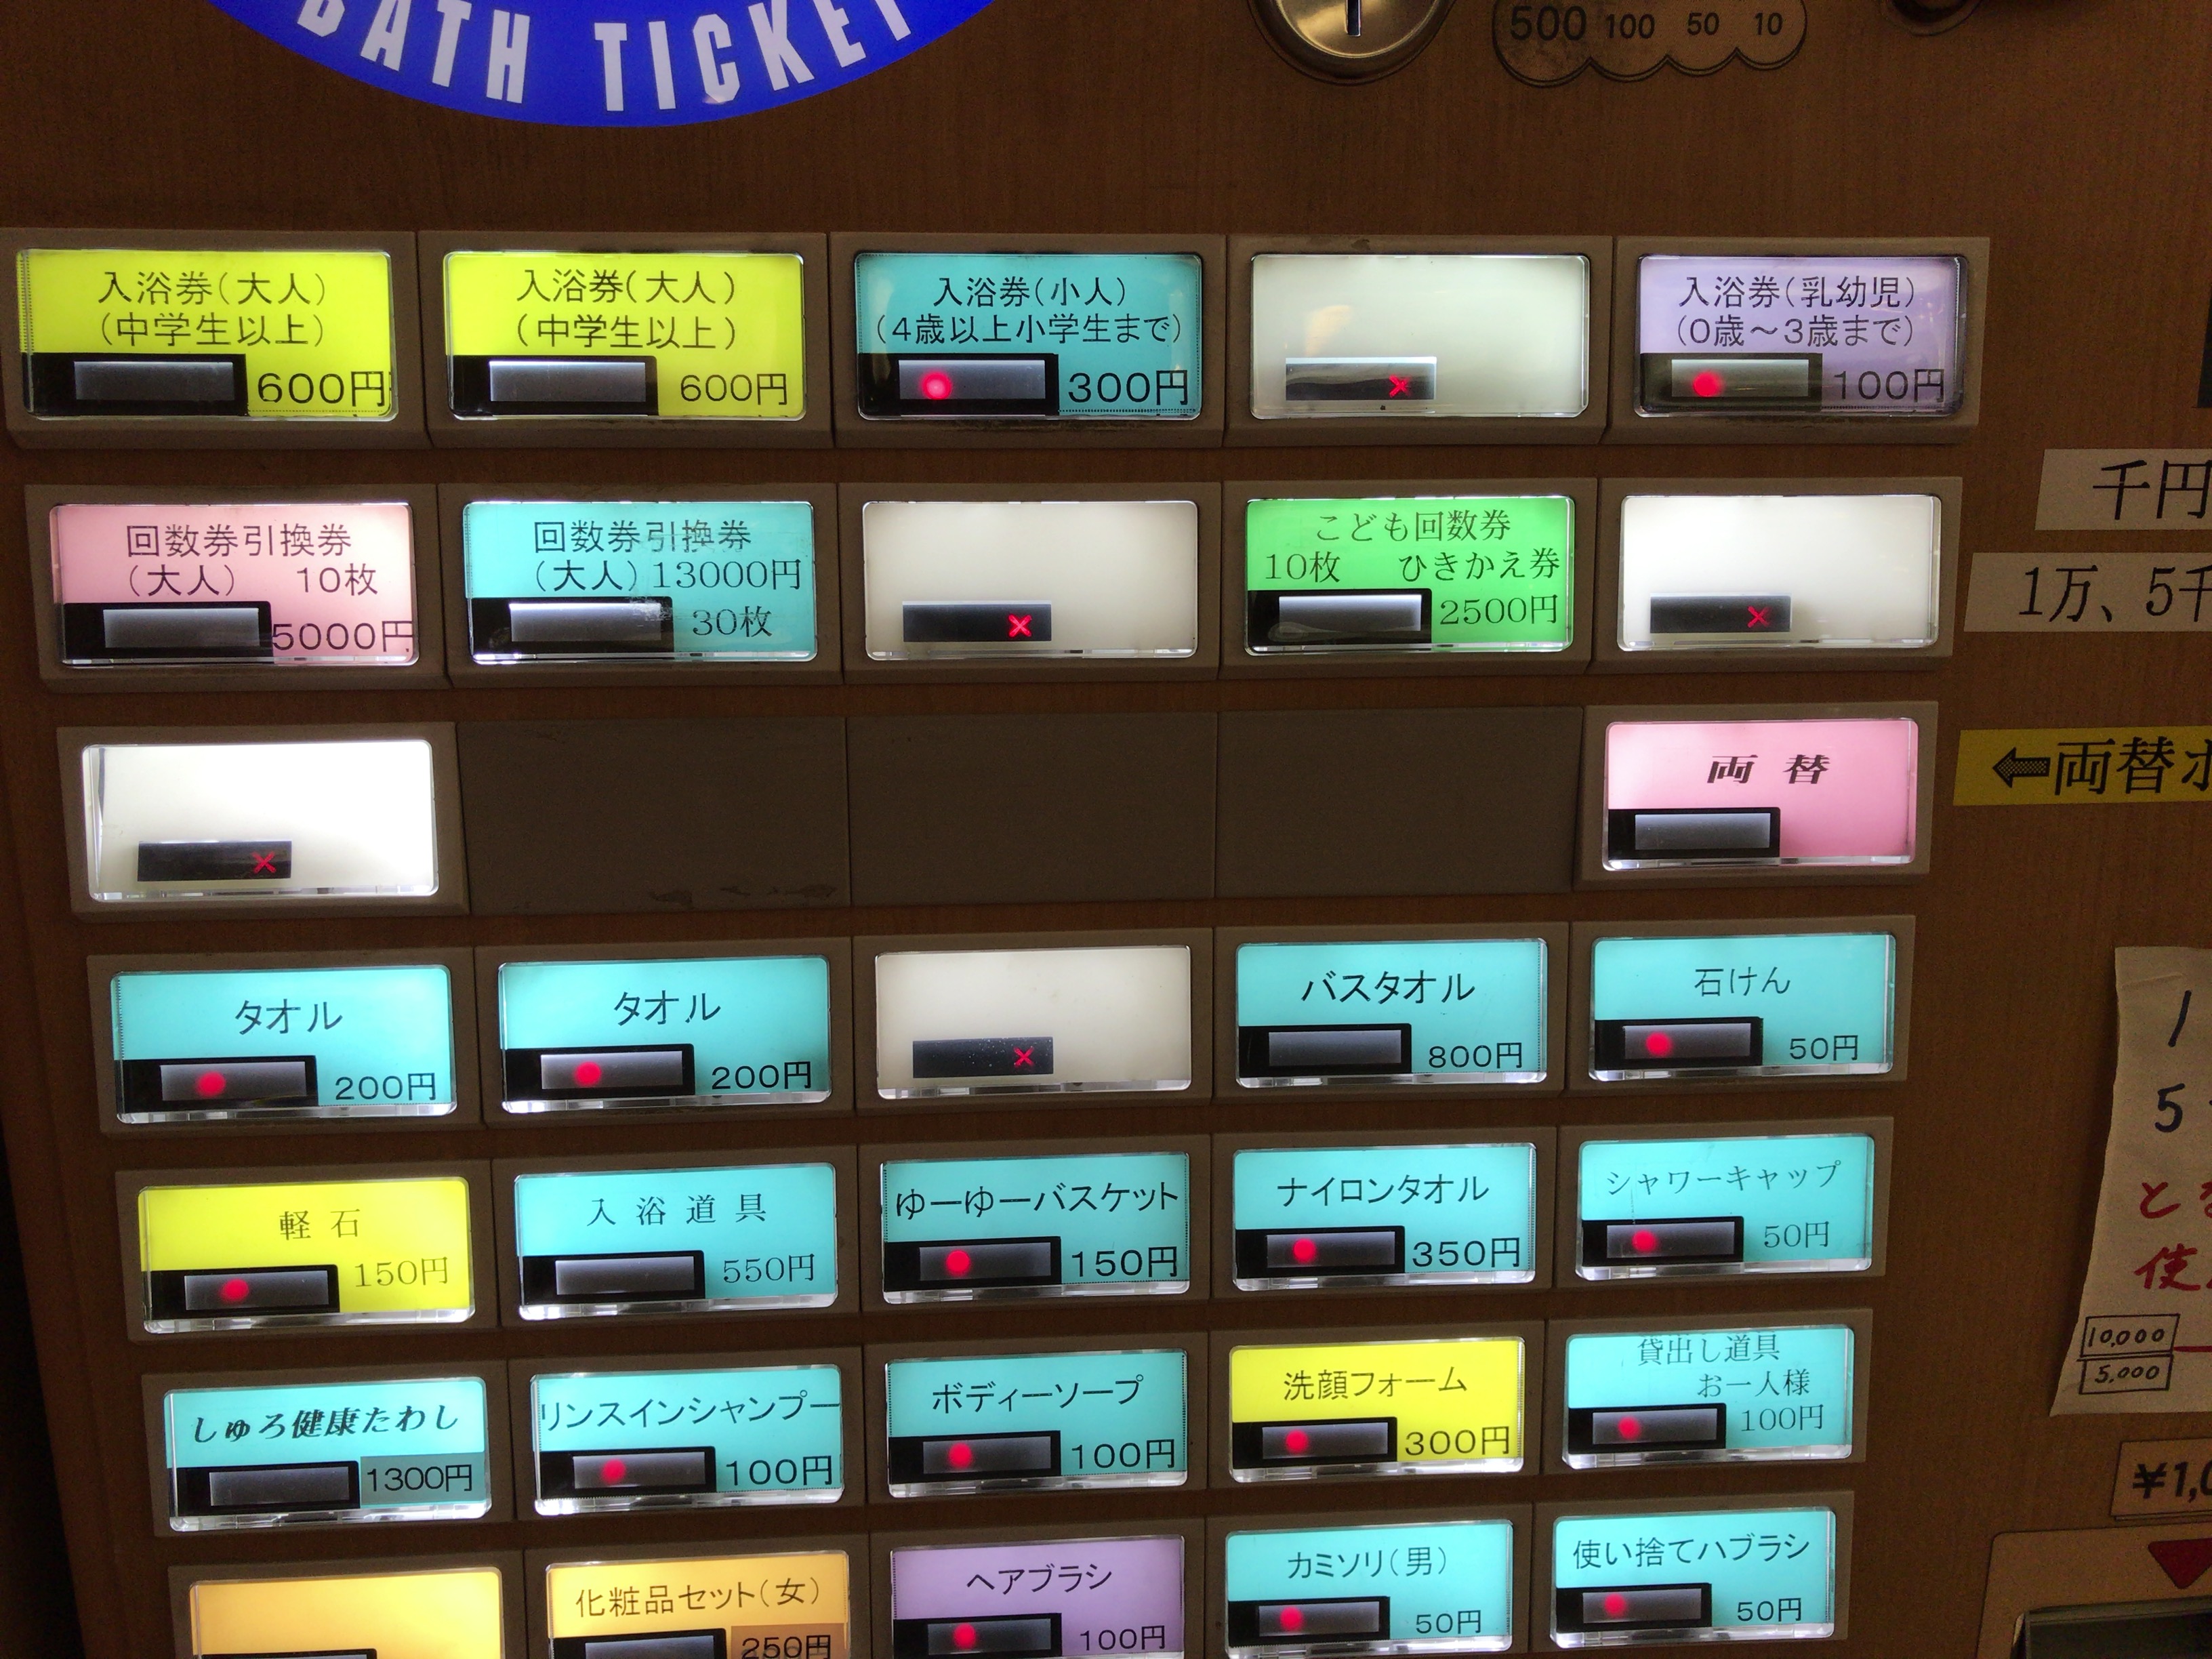 BATH TICKET
500 100 50 10
入浴券(大人)
(中学生以上)
600円
入浴券(大人)
(中学生以上)
600円
入浴券(小人)
(4歳以上小学生まで)
300円
入浴券(乳幼児)
(0歳〜3歳まで)
100円
千円
回数券引換券
(大人) 10枚
5000円
回数券引換券
(大人)13000円
30枚
こども回数券
10枚 ひきかえ券
2500円
1万、5千
両替
←両替ボ
タオル
200円
タオル
200円
バスタオル
800円
石けん
50円
軽石
150円
入浴道具
550円
ゆーゆーバスケット
150円
ナイロンタオル
350円
シャワーキャップ
50円
1
5
とる
使
10,000
5,000
しゅろ健康たわし
1300円
リンスインシャンプー
100円
ボディーソープ
100円
洗顔フォーム
300円
貸出し道具
お一人様
100円
¥1,0
化粧品セット(女)
250円
ヘアブラシ
100円
カミソリ(男)
50円
使い捨てハブラシ
50円